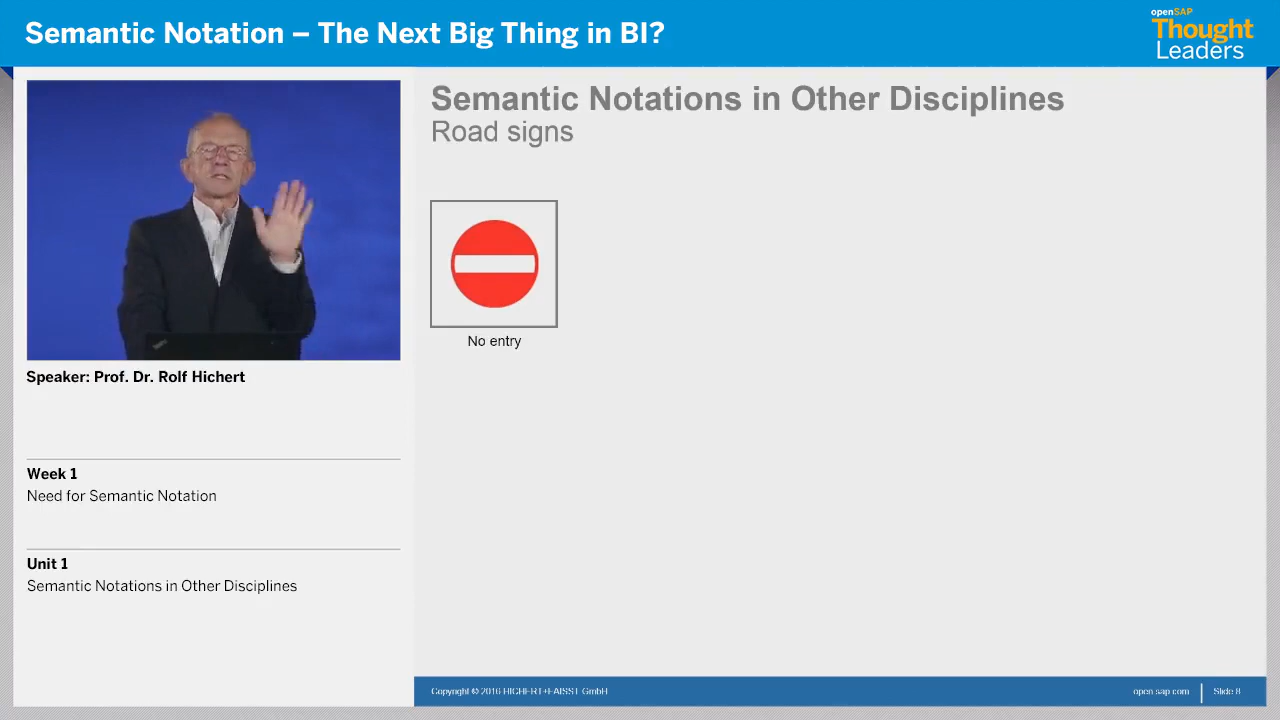 Semantic Notation – The Next Big Thing in BI?
openSAP
Thought
Leaders
Semantic Notations in Other Disciplines
Road signs
No entry
Speaker: Prof. Dr. Rolf Hichert
Week 1
Need for Semantic Notation
Unit 1
Semantic Notations in Other Disciplines
Copyright © 2016 HICHERT+FAISST GmbH
open.sap.com
Slide 8